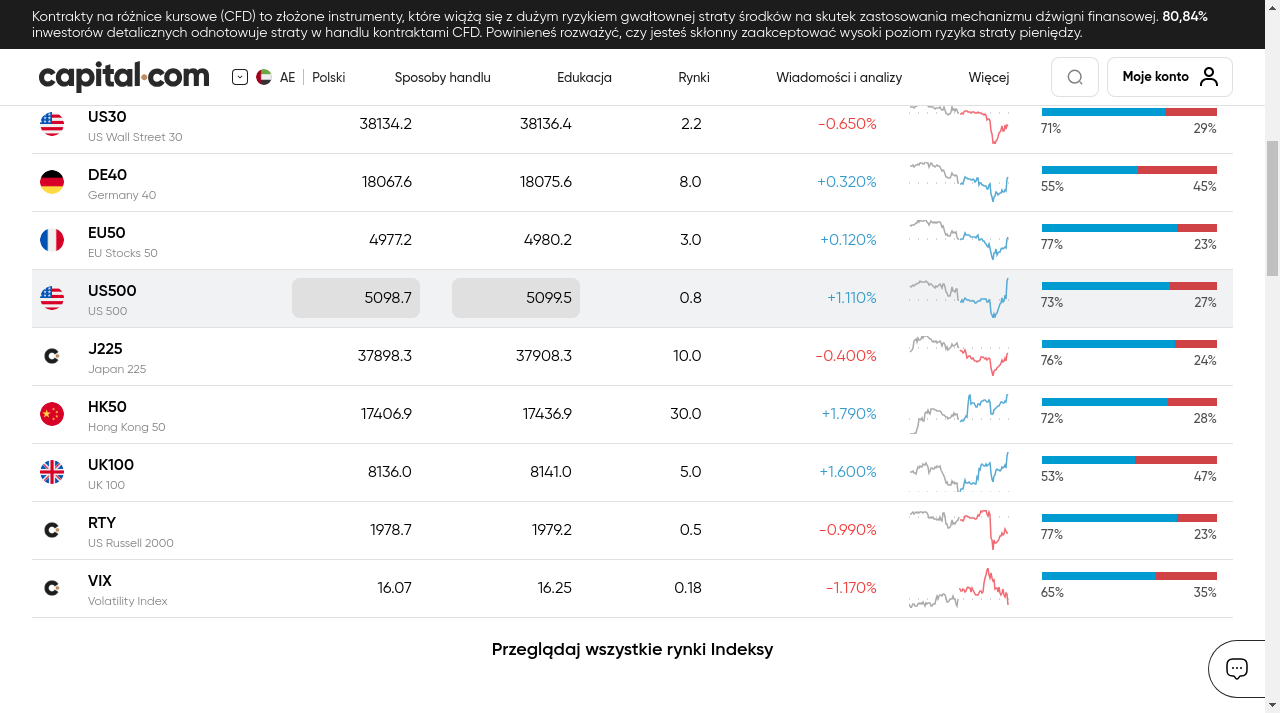 Kontrakty na różnice kursowe (CFD) to złożone instrumenty, które wiążą się z dużym ryzykiem gwałtownej straty środków na skutek zastosowania mechanizmu dźwigni finansowej. 80,84%
inwestorów detalicznych odnotowuje straty w handlu kontraktami CFD. Powinieneś rozważyć, czy jesteś skłonny zaakceptować wysoki poziom ryzyka straty pieniędzy.
capital.com AE Polski Sposoby handlu Edukacja Rynki Wiadomości i analizy Więcej Moje konto
US30 38134.2 38136.4 2.2 -0.650%
US Wall Street 30 71% 29%
DE40 18067.6 18075.6 8.0 +0.320%
Germany 40 55% 45%
EU50 4977.2 4980.2 3.0 +0.120%
EU Stocks 50 77% 23%
US500 5098.7 5099.5 0.8 +1.110%
US 500 73% 27%
J225 37898.3 37908.3 10.0 -0.400%
Japan 225 76% 24%
HK50 17406.9 17436.9 30.0 +1.790%
Hong Kong 50 72% 28%
UK100 8136.0 8141.0 5.0 +1.600%
UK 100 53% 47%
RTY 1978.7 1979.2 0.5 -0.990%
US Russell 2000 77% 23%
VIX 16.07 16.25 0.18 -1.170%
Volatility Index 65% 35%
Przeglądaj wszystkie rynki Indeksy